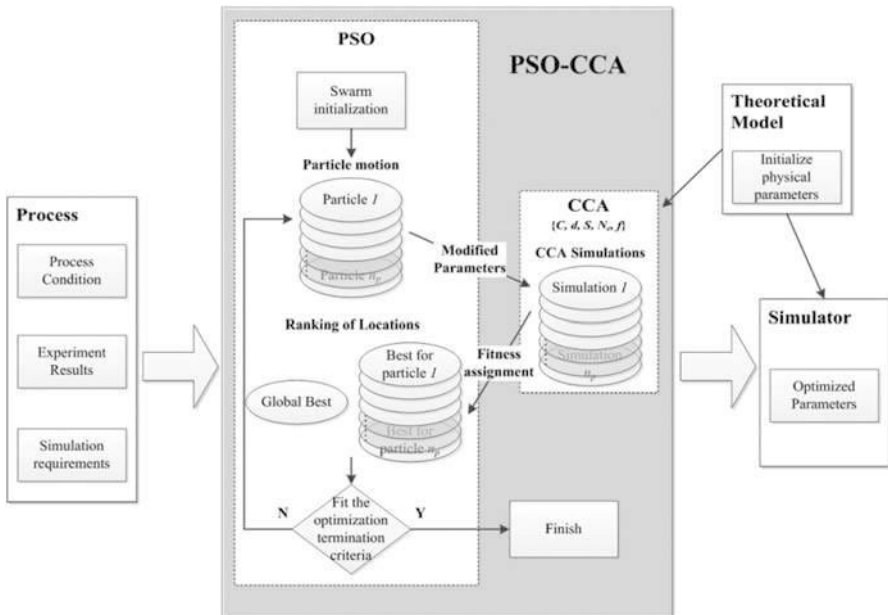 PSO
PSO-CCA
Swarm
initialization
Particle motion
Particle 1
Particle nₚ
Modified
Parameters
Ranking of Locations
Best for
particle 1
Best for
particle nₚ
Global Best
Fitness
assignment
N
Y
Fit the
optimization
termination
criteria
Finish
Process
Process
Condition
Experiment
Results
Simulation
requirements
CCA
{C, d, S, Nₑ, f}
CCA Simulations
Simulation 1
Simulation
nₚ
Theoretical
Model
Initialize
physical
parameters
Simulator
Optimized
Parameters